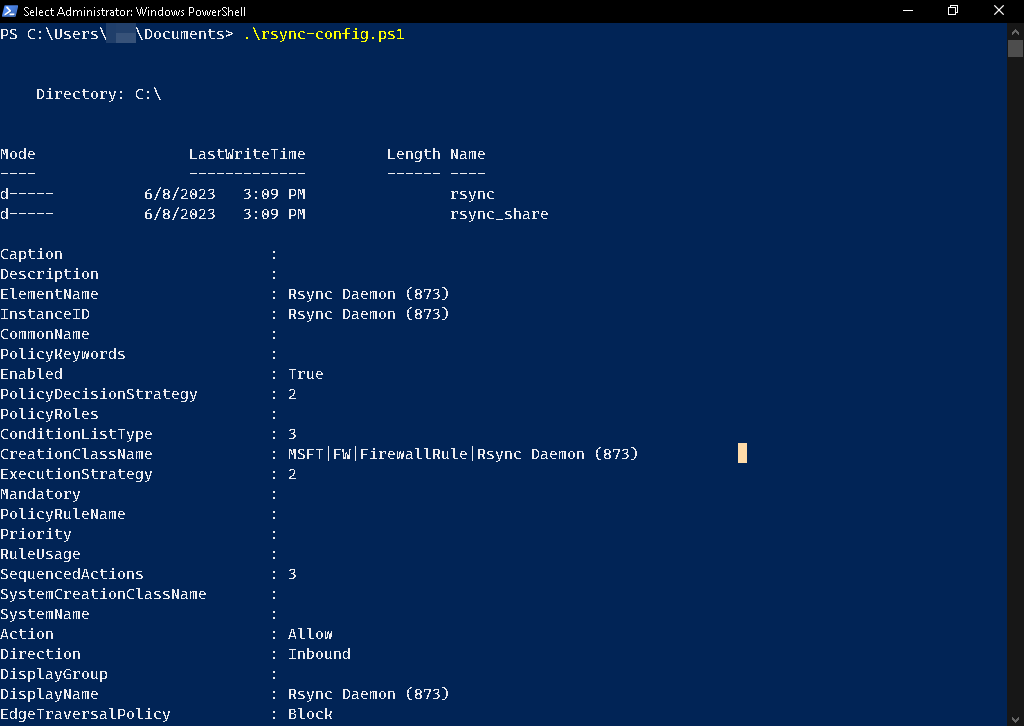 Select Administrator: Windows PowerShell
PS C:\Users\ \Documents> .\rsync-config.ps1
Directory: C:\
Mode LastWriteTime Length Name
---- ------------- ------ ----
d----- 6/8/2023 3:09 PM rsync
d----- 6/8/2023 3:09 PM rsync_share
Caption :
Description :
ElementName : Rsync Daemon (873)
InstanceID : Rsync Daemon (873)
CommonName :
PolicyKeywords :
Enabled : True
PolicyDecisionStrategy : 2
PolicyRoles :
ConditionListType : 3
CreationClassName : MSFT|FW|FirewallRule|Rsync Daemon (873)
ExecutionStrategy : 2
Mandatory :
PolicyRuleName :
Priority :
RuleUsage :
SequencedActions : 3
SystemCreationClassName :
SystemName :
Action : Allow
Direction : Inbound
DisplayGroup :
DisplayName : Rsync Daemon (873)
EdgeTraversalPolicy : Block